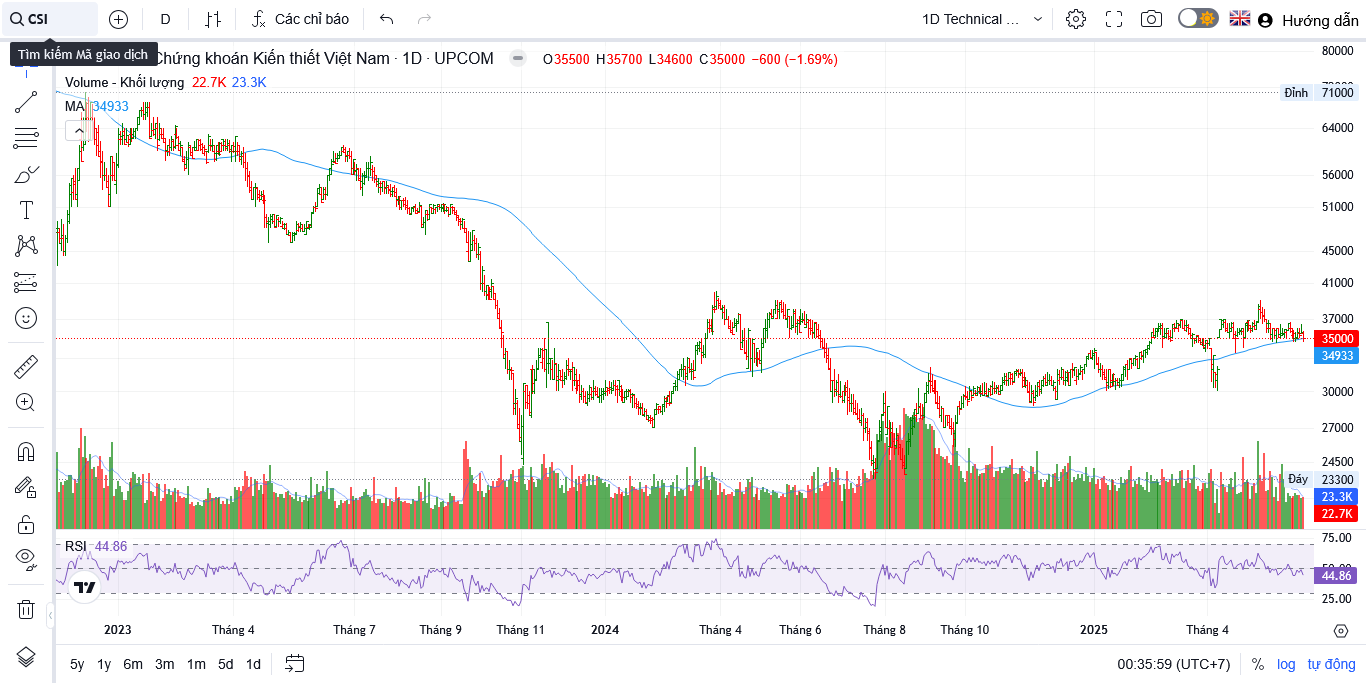 CSI
D
Các chỉ báo
1D Technical ...
Hướng dẫn
Tìm kiếm Mã giao dịch
Chứng khoán Kiến thiết Việt Nam · 1D · UPCOM
O35500 H35700 L34600 C35000 −600 (−1.69%)
Volume - Khối lượng 22.7K 23.3K
MA 34933
80000
Đỉnh 71000
64000
56000
51000
45000
41000
37000
35000
34933
30000
27000
24500
Đáy 23300
23.3K
22.7K
RSI 44.86
75.00
50.00
44.86
25.00
2023 Tháng 4 Tháng 7 Tháng 9 Tháng 11 2024 Tháng 4 Tháng 6 Tháng 8 Tháng 10 2025 Tháng 4
5y 1y 6m 3m 1m 5d 1d
00:35:59 (UTC+7) % log tự động